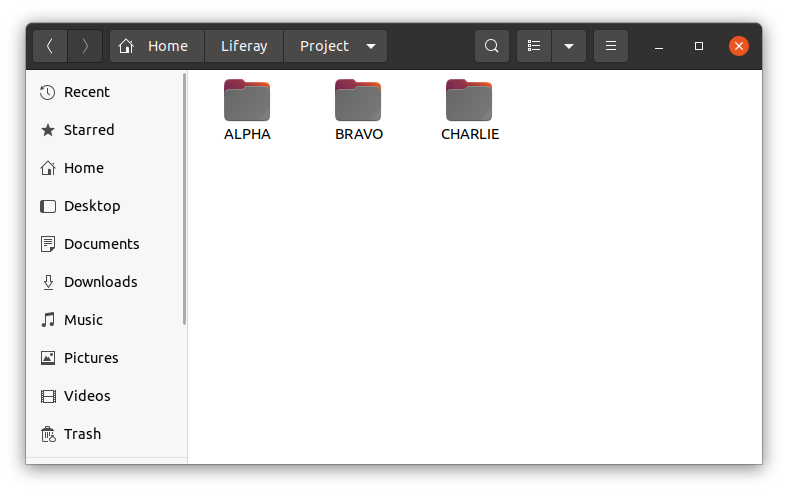 Home Liferay Project
Recent
Starred
Home
Desktop
Documents
Downloads
Music
Pictures
Videos
Trash
ALPHA BRAVO CHARLIE